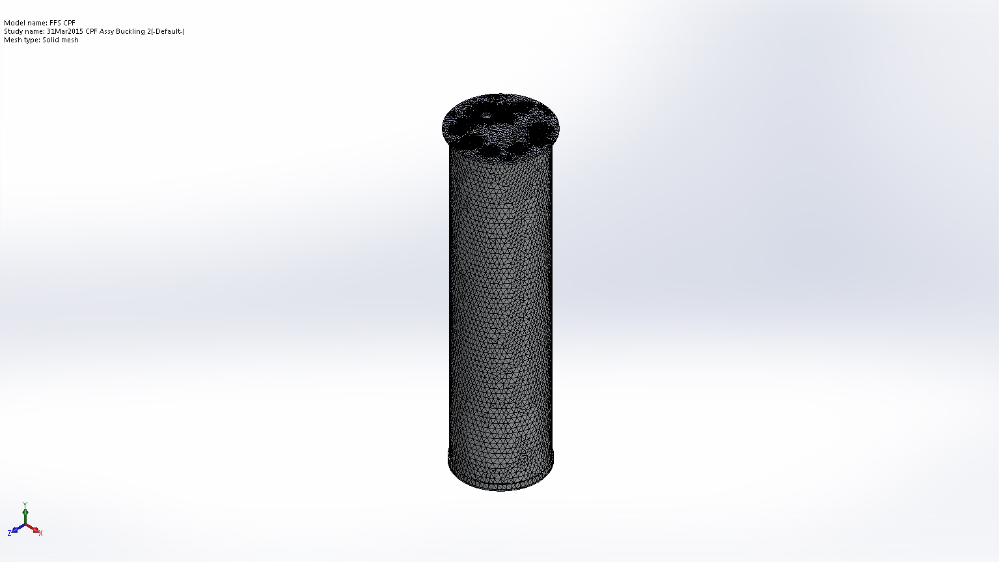 Model name: FFS CPF
Study name: 31Mar2015 CPF Assy Buckling 2(-Default-)
Mesh type: Solid mesh
Y
Z
X